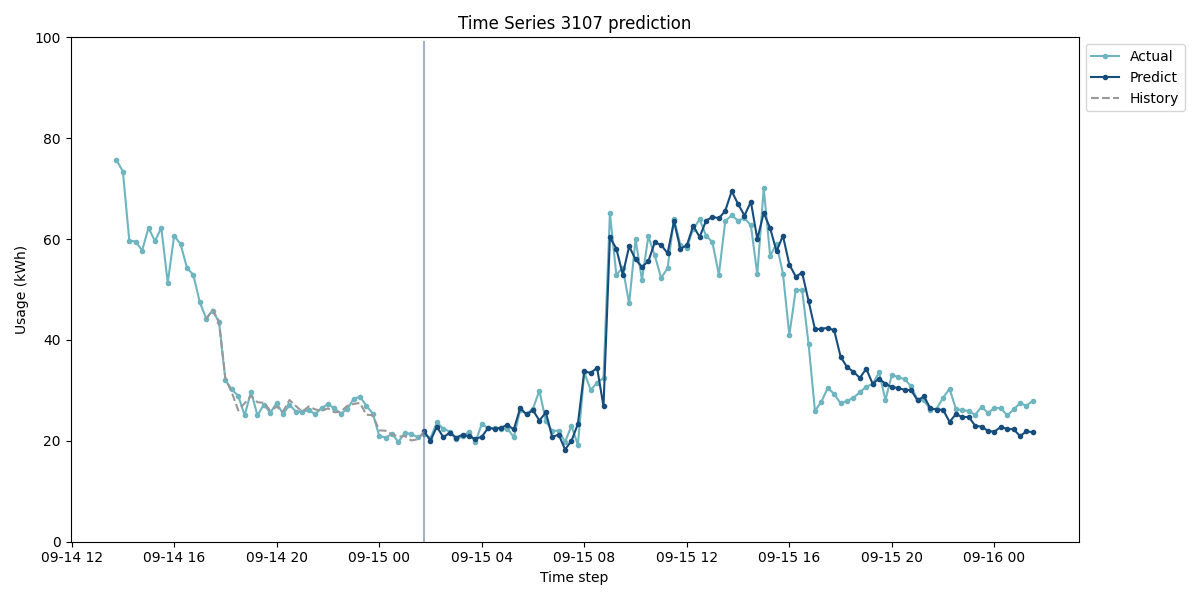 Time Series 3107 prediction
100
80
60
40
20
0
Usage (kWh)
09-14 12 09-14 16 09-14 20 09-15 00 09-15 04 09-15 08 09-15 12 09-15 16 09-15 20 09-16 00
Time step
Actual
Predict
History